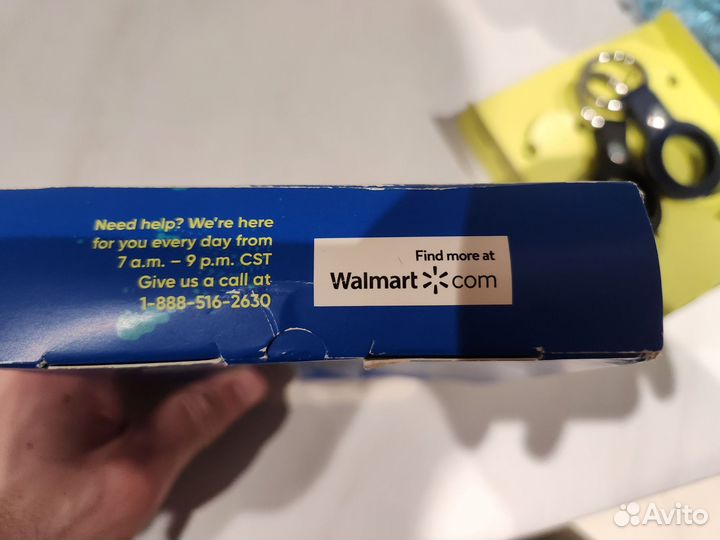 Need help? We're here
for you every day from
7 a.m. – 9 p.m. CST
Give us a call at
1-888-516-2630
Find more at
Walmart com
Avito